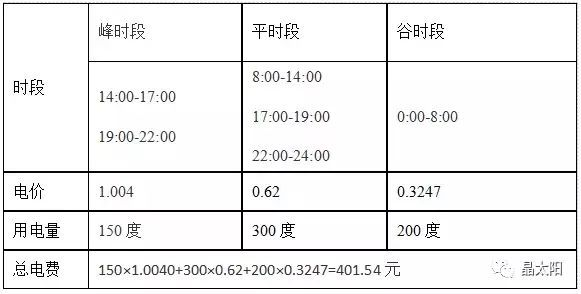 时段 峰时段 平时段 谷时段
14:00-17:00
19:00-22:00
8:00-14:00
17:00-19:00
22:00-24:00
0:00-8:00
电价 1.004 0.62 0.3247
用电量 150 度 300 度 200 度
总电费 150×1.0040+300×0.62+200×0.3247=401.54 元
晶太阳